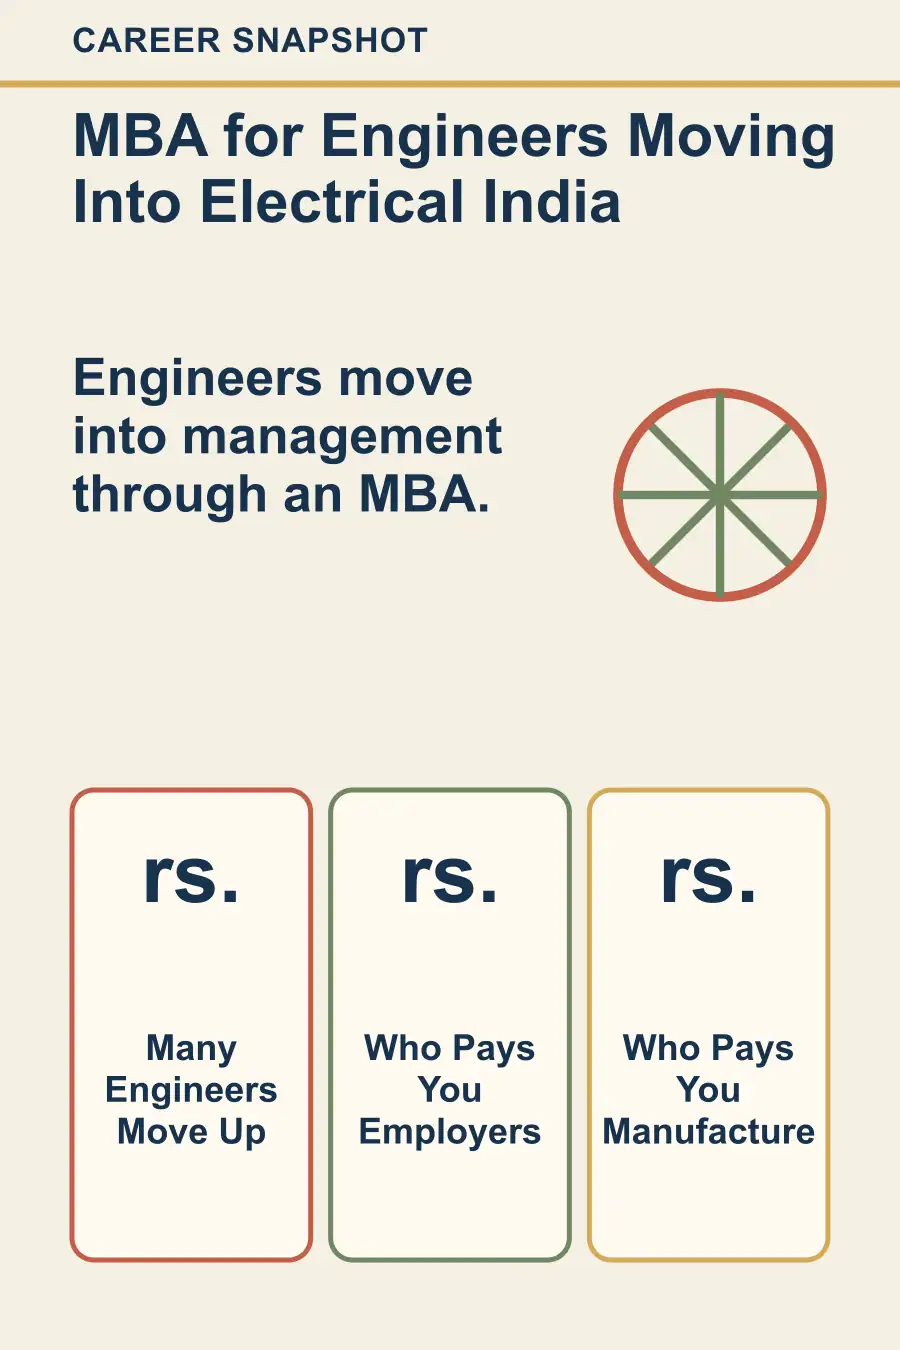 CAREER SNAPSHOT
MBA for Engineers Moving
Into Electrical India
Engineers move
into management
through an MBA.
rs.
Many
Engineers
Move Up
rs.
Who Pays
You
Employers
rs.
Who Pays
You
Manufacture